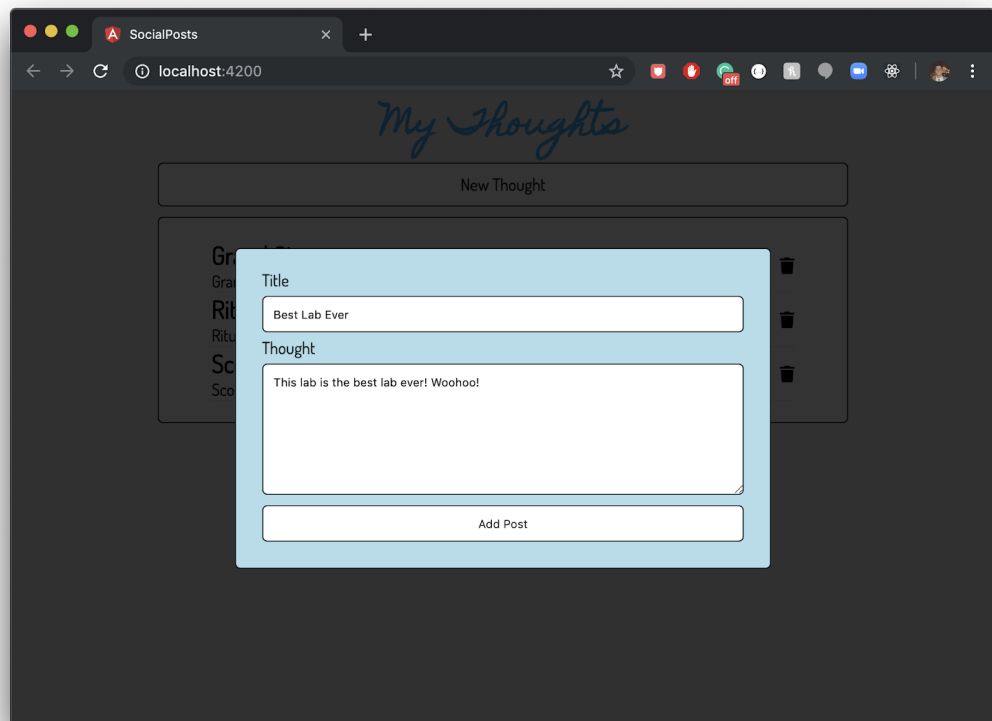 SocialPosts
localhost:4200
off
My Thoughts
New Thought
Title
Best Lab Ever
Thought
This lab is the best lab ever! Woohoo!
Add Post